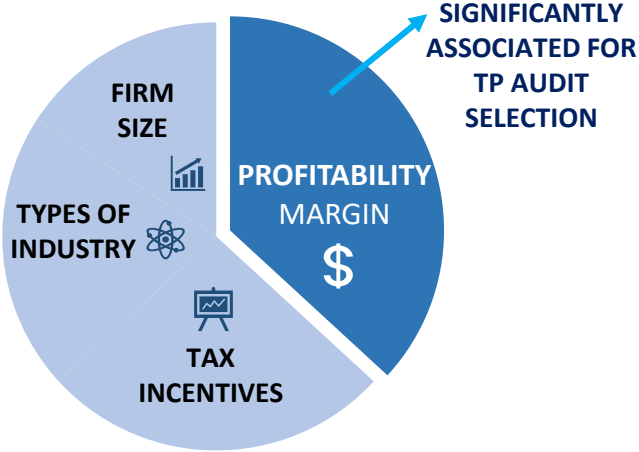 SIGNIFICANTLY
ASSOCIATED FOR
TP AUDIT
SELECTION
FIRM
SIZE
PROFITABILITY
MARGIN
$
TYPES OF
INDUSTRY
TAX
INCENTIVES